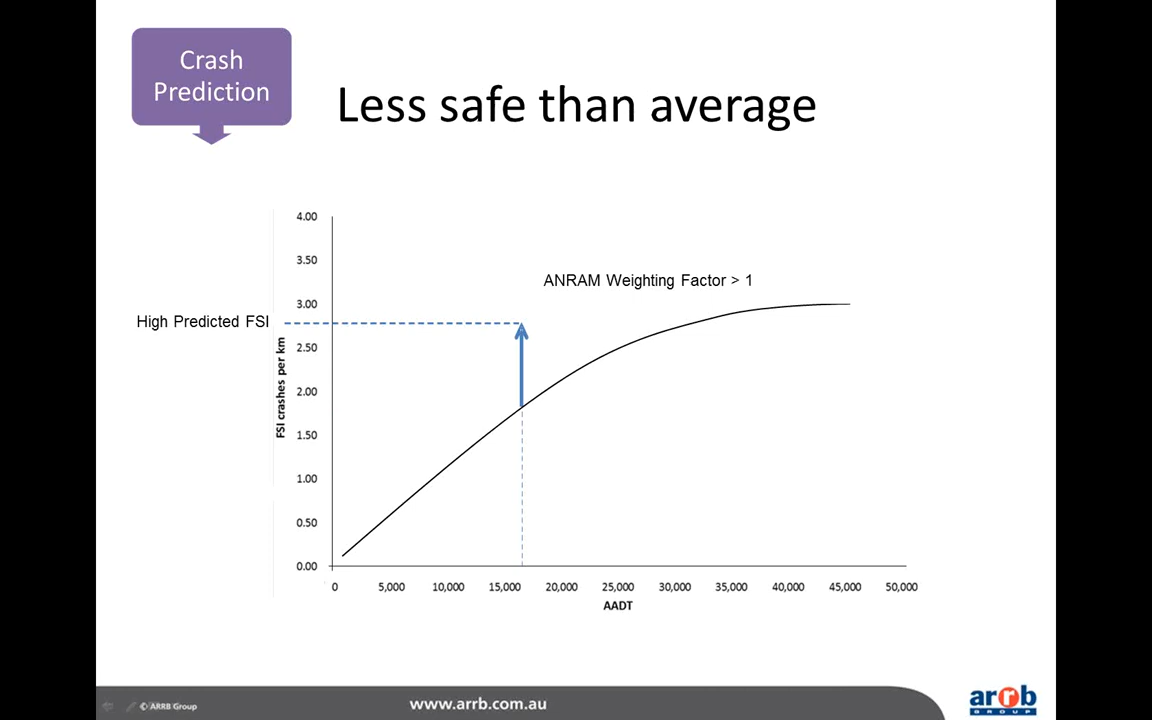 Crash
Prediction
Less safe than average
4.00
3.50
ANRAM Weighting Factor > 1
3.00
High Predicted FSI
2.50
2.00
1.50
1.00
0.50
0.00
FSI crashes per km
0 5,000 10,000 15,000 20,000 25,000 30,000 35,000 40,000 45,000 50,000
AADT
© ARRB Group
www.arrb.com.au
arrb
GROUP